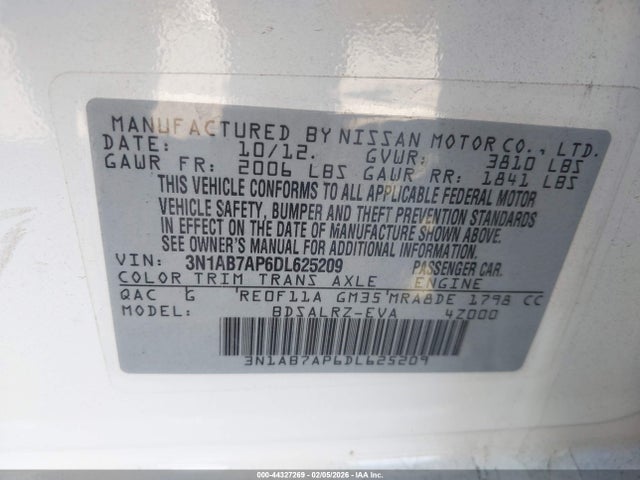 MANUFACTURED BY NISSAN MOTOR CO., LTD.
DATE: 10/12. GVWR: 3810 LBS
GAWR FR: 2006 LBS GAWR RR: 1841 LBS
THIS VEHICLE CONFORMS TO ALL APPLICABLE FEDERAL MOTOR
VEHICLE SAFETY, BUMPER AND THEFT PREVENTION STANDARDS
IN EFFECT ON THE DATE OF MANUFACTURE SHOWN ABOVE.
SEE OWNER'S MANUAL FOR ADDITIONAL INFORMATION.
VIN: 3N1AB7AP6DL625209 PASSENGER CAR.
COLOR TRIM TRANS AXLE ENGINE
QAC G RE0F11A GM35 MRA8DE 1798 CC
MODEL: BDSALRZ-EVA 4Z000
3N1AB7AP6DL625209
000-44327269 - 02/05/2026 - IAA, Inc.